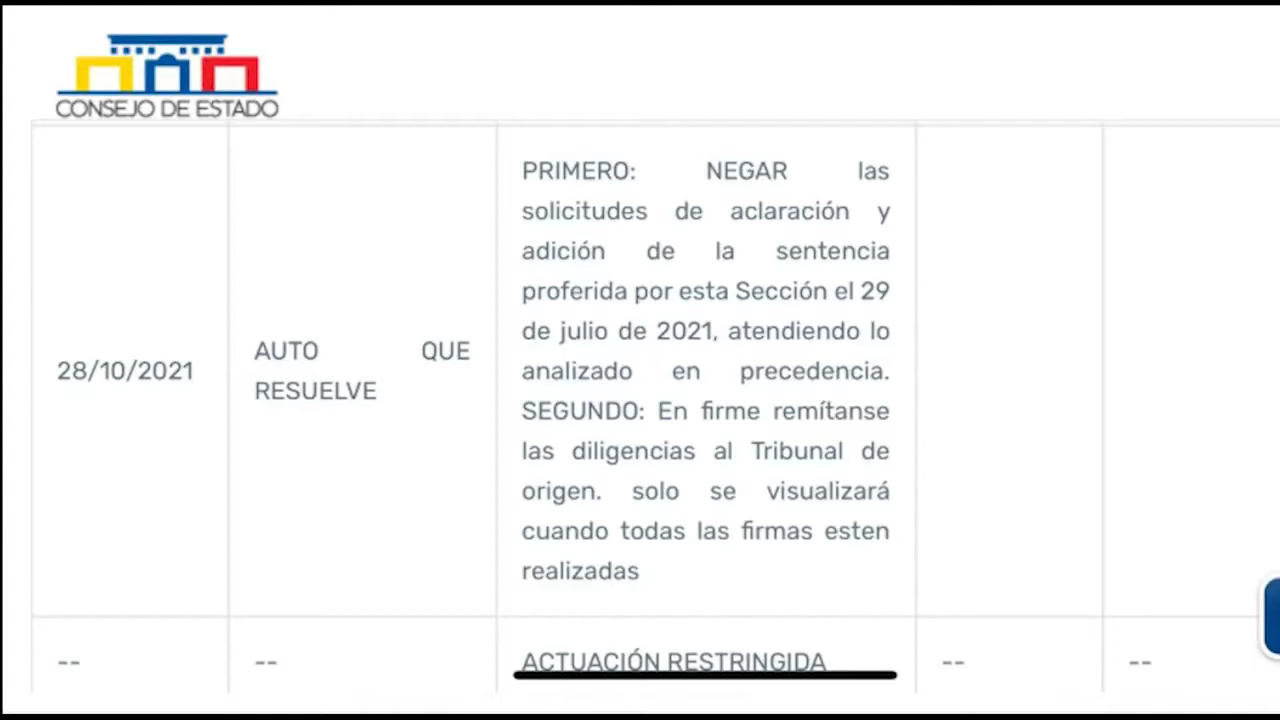 CONSEJO DE ESTADO
28/10/2021
AUTO QUE
RESUELVE
PRIMERO: NEGAR las
solicitudes de aclaración y
adición de la sentencia
proferida por esta Sección el 29
de julio de 2021, atendiendo lo
analizado en precedencia.
SEGUNDO: En firme remítanse
las diligencias al Tribunal de
origen. solo se visualizará
cuando todas las firmas esten
realizadas
--
--
ACTUACIÓN RESTRINGIDA
--
--